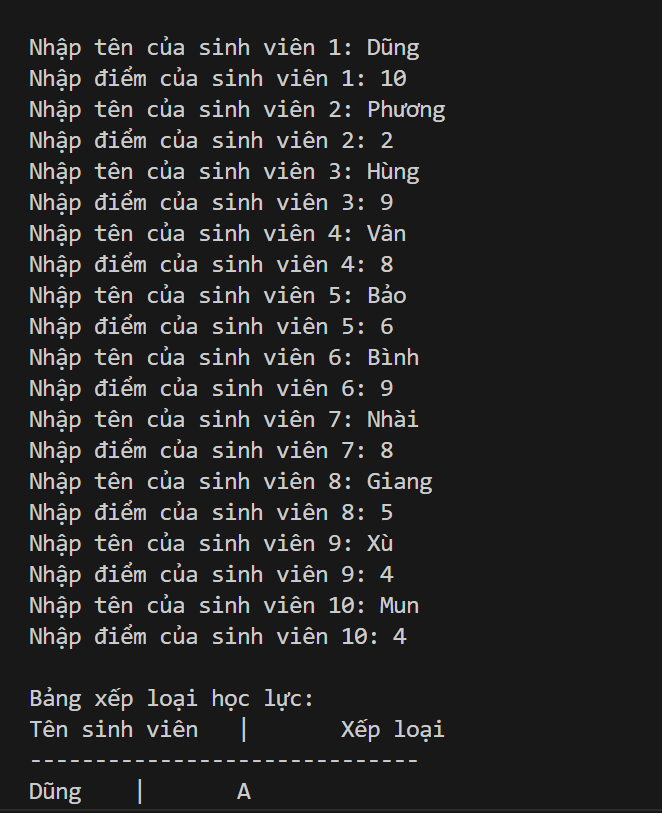 Nhập tên của sinh viên 1: Dũng
Nhập điểm của sinh viên 1: 10
Nhập tên của sinh viên 2: Phương
Nhập điểm của sinh viên 2: 2
Nhập tên của sinh viên 3: Hùng
Nhập điểm của sinh viên 3: 9
Nhập tên của sinh viên 4: Vân
Nhập điểm của sinh viên 4: 8
Nhập tên của sinh viên 5: Bảo
Nhập điểm của sinh viên 5: 6
Nhập tên của sinh viên 6: Bình
Nhập điểm của sinh viên 6: 9
Nhập tên của sinh viên 7: Nhài
Nhập điểm của sinh viên 7: 8
Nhập tên của sinh viên 8: Giang
Nhập điểm của sinh viên 8: 5
Nhập tên của sinh viên 9: Xù
Nhập điểm của sinh viên 9: 4
Nhập tên của sinh viên 10: Mun
Nhập điểm của sinh viên 10: 4

Bảng xếp loại học lực:
Tên sinh viên   |       Xếp loại
------------------------------
Dũng    |       A